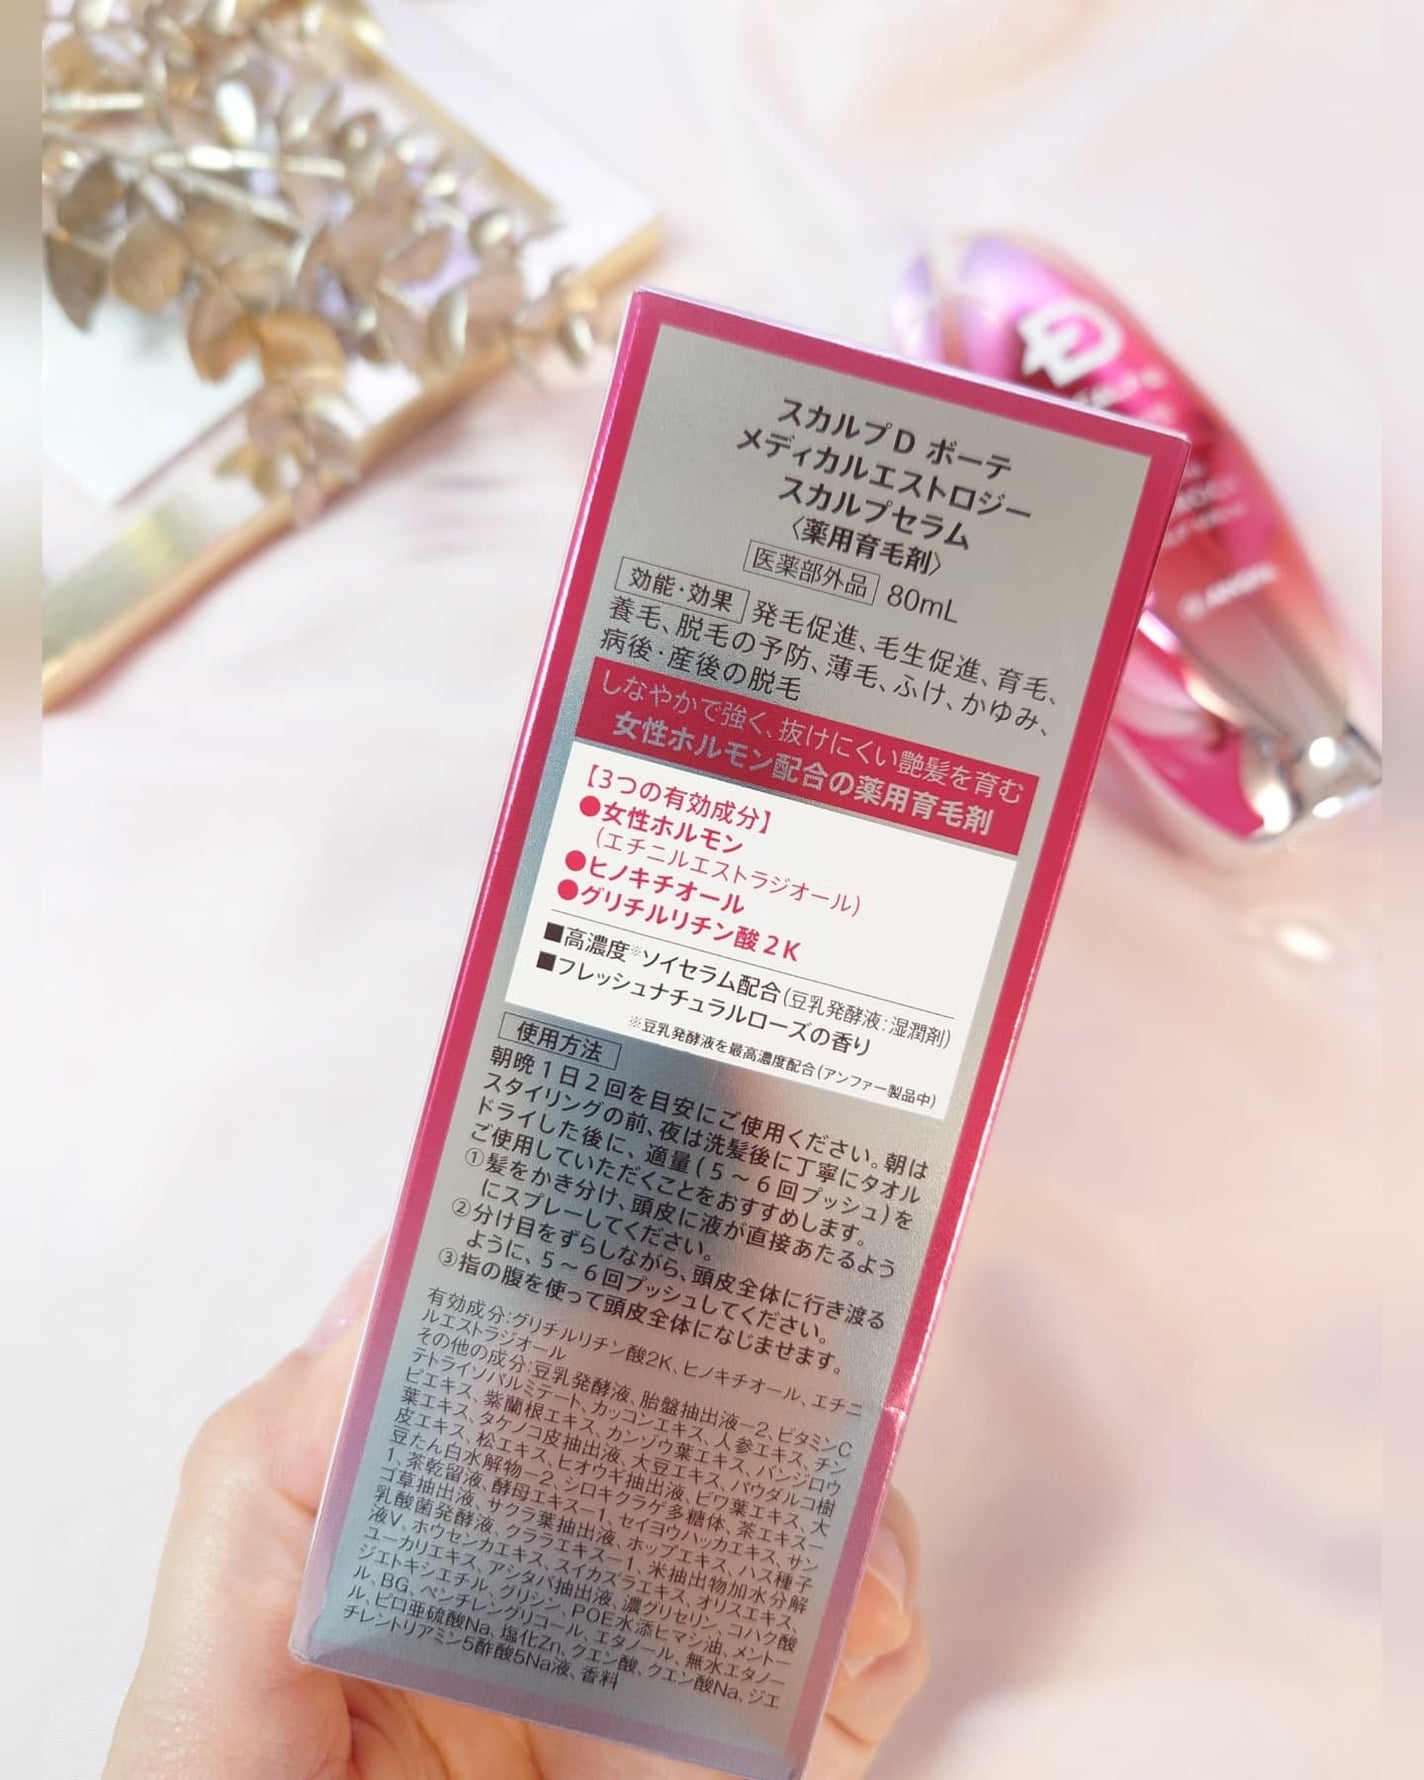 スカルプD ボーテ
メディカルエストロジー
スカルプセラム
〈薬用育毛剤〉
医薬部外品 80mL
効能・効果 発毛促進、毛生促進、育毛、
養毛、脱毛の予防、薄毛、ふけ、かゆみ、
病後・産後の脱毛
しなやかで強く、抜けにくい艶髪を育む
女性ホルモン配合の薬用育毛剤
【3つの有効成分】
●女性ホルモン
(エチニルエストラジオール)
●ヒノキチオール
●グリチルリチン酸2K
■高濃度※ソイセラム配合(豆乳発酵液:湿潤剤)
■フレッシュナチュラルローズの香り
※豆乳発酵液を最高濃度配合(アンファー製品中)
使用方法
朝晩1日2回を目安にご使用ください。朝は
スタイリングの前、夜は洗髪後に丁寧にタオル
ドライした後に、適量(5～6回プッシュ)を
ご使用していただくことをおすすめします。
①髪をかき分け、頭皮に液が直接あたるよう
にスプレーしてください。
②分け目をずらしながら、頭皮全体に行き渡る
ように、5～6回プッシュしてください。
③指の腹を使って頭皮全体になじませます。
有効成分:グリチルリチン酸2K、ヒノキチオール、エチニ
ルエストラジオール
その他の成分:豆乳発酵液、胎盤抽出液－2、ビタミンC
テトライソパルミテート、カッコンエキス、人参エキス、チン
ピエキス、紫蘭根エキス、カンゾウ葉エキス、バンジロウ
葉エキス、タケノコ皮抽出液、大豆エキス、パウダルコ樹
皮エキス、松エキス、ヒオウギ抽出液、ビワ葉エキス、大
豆たん白水解物－2、シロキクラゲ多糖体、茶エキス－
1、茶乾留液、酵母エキス－1、セイヨウハッカエキス、サン
ゴ草抽出液、サクラ葉抽出液、ホップエキス、ハス種子
乳酸菌発酵液、クララエキス－1、米抽出物加水分解
液V、ホウセンカエキス、スイカズラエキス、オリスエキス、
ユーカリエキス、アシタバ抽出液、濃グリセリン、コハク酸
ジエトキシエチル、グリシン、POE水添ヒマシ油、メントー
ル、BG、ペンチレングリコール、エタノール、無水エタノー
ル、ピロ亜硫酸Na、塩化Zn、クエン酸、クエン酸Na、ジエ
チレントリアミン5酢酸5Na液、香料